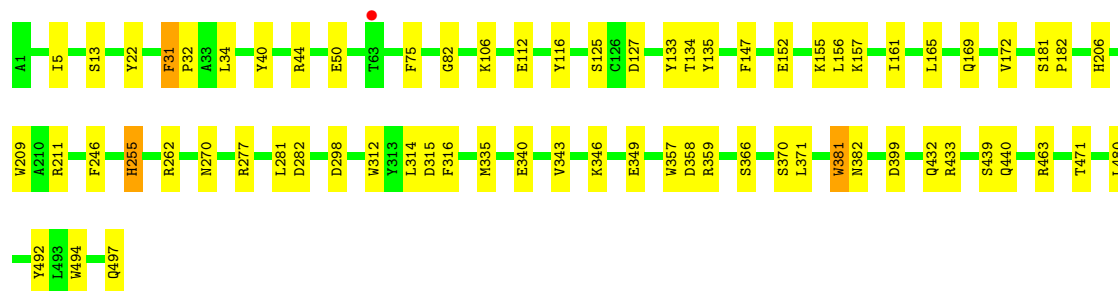 A1 I5 S13 Y22 F31 P32 A33 L34 Y40 R44 E50 T63 F75 G82 K106 E112 Y116 S125 C126 D127 Y133 T134 Y135 F147 E152 K155 L156 K157 I161 L165 Q169 V172 S181 P182 H206
W209 A210 R211 F246 H255 R262 N270 R277 L281 D282 D298 W312 Y313 L314 D315 F316 M335 E340 V343 K346 E349 W357 D358 R359 S366 S370 L371 W381 N382 D399 Q432 R433 S439 Q440 R463 T471
Y492 L493 W494 Q497